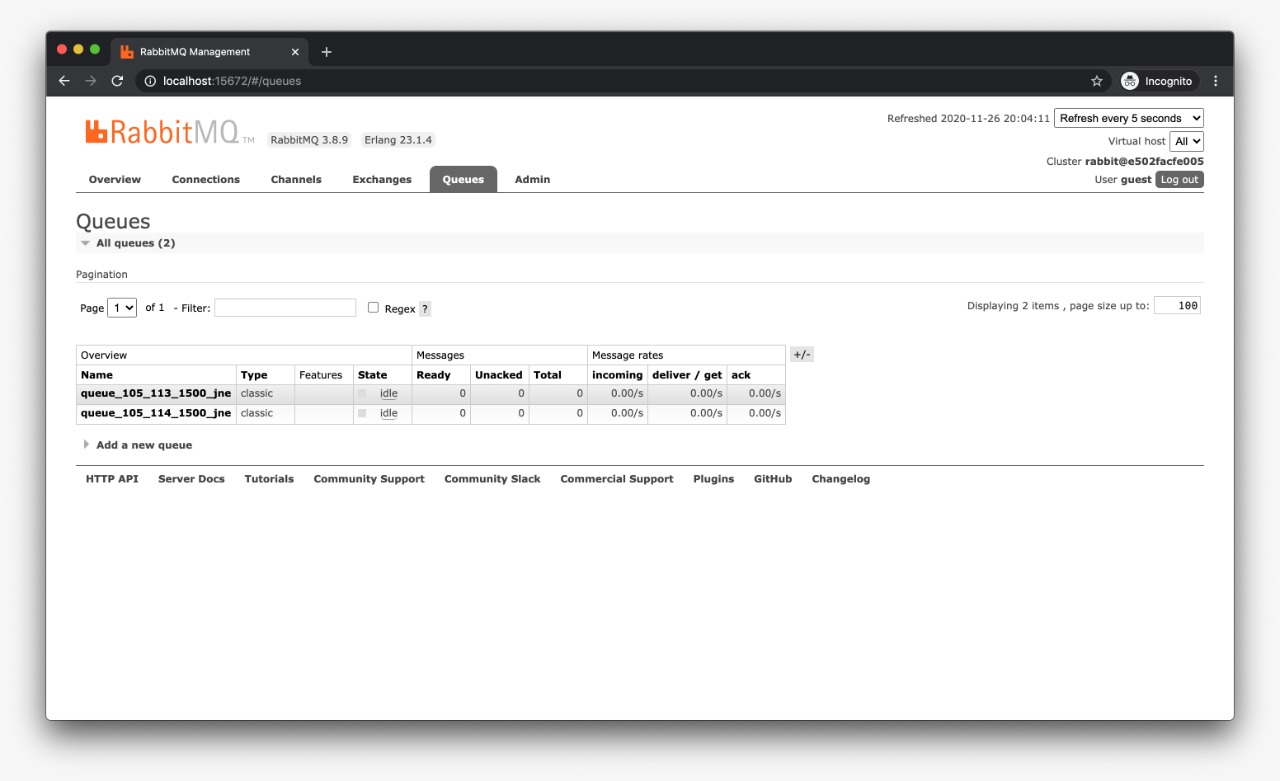 RabbitMQ Management
localhost:15672/#/queues
Incognito
RabbitMQ TM RabbitMQ 3.8.9 Erlang 23.1.4
Refreshed 2020-11-26 20:04:11 Refresh every 5 seconds
Virtual host All
Cluster rabbit@e502facfe005
User guest Log out
Overview Connections Channels Exchanges Queues Admin
Queues
All queues (2)
Pagination
Page 1 of 1 - Filter: Regex ? Displaying 2 items , page size up to: 100
Overview Messages Message rates +/-
Name Type Features State Ready Unacked Total incoming deliver / get ack
queue_105_113_1500_jne classic idle 0 0 0 0.00/s 0.00/s 0.00/s
queue_105_114_1500_jne classic idle 0 0 0 0.00/s 0.00/s 0.00/s
Add a new queue
HTTP API Server Docs Tutorials Community Support Community Slack Commercial Support Plugins GitHub Changelog